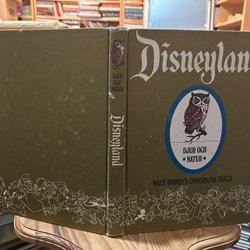 DJUR
OCH
NATUR
Disneyland
Disneyland
DJUR OCH
• NATUR •
WALT DISNEYS UNDERBARA VÄRLD